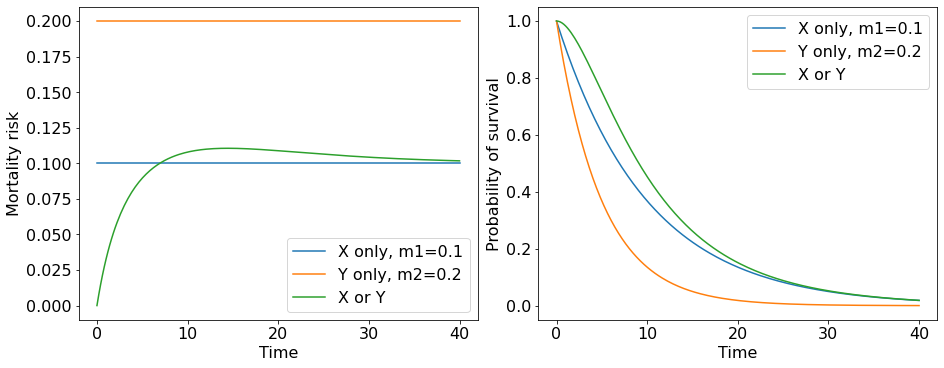 Mortality risk
0.200
0.175
0.150
0.125
0.100
0.075
0.050
0.025
0.000
X only, m1=0.1
Y only, m2=0.2
X or Y
0 10 20 30 40
Time
Probability of survival
1.0
0.8
0.6
0.4
0.2
0.0
X only, m1=0.1
Y only, m2=0.2
X or Y
0 10 20 30 40
Time